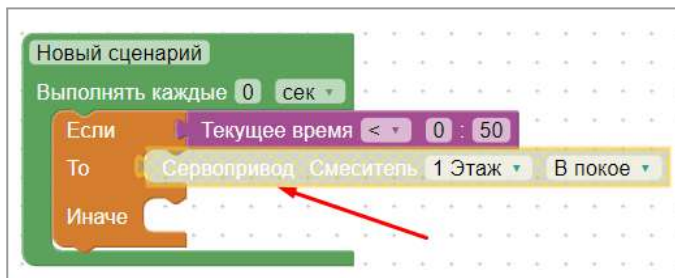 Новый сценарий
Выполнять каждые 0 сек
Если Текущее время < 0 : 50
То Сервопривод Смеситель 1 Этаж В покое
Иначе